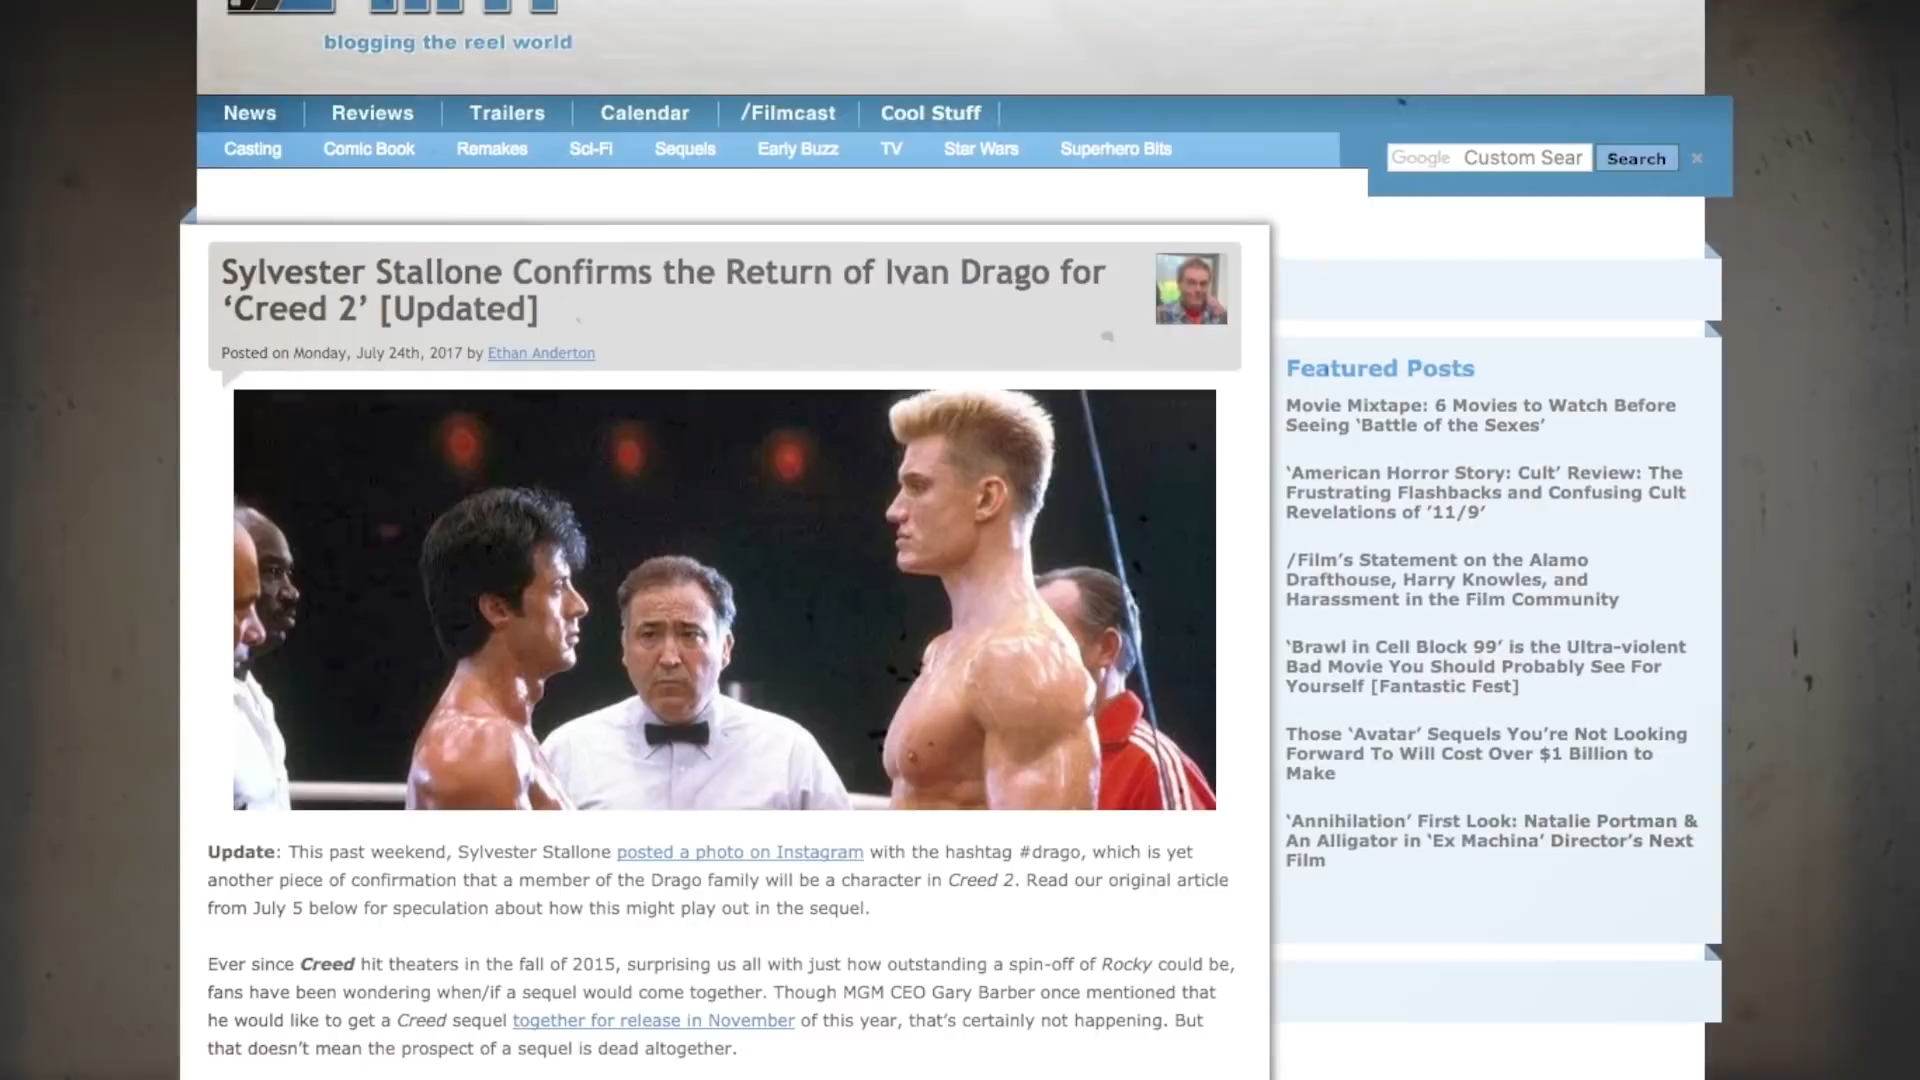 blogging the reel world
News Reviews Trailers Calendar /Filmcast Cool Stuff
Casting Comic Book Remakes Sci-Fi Sequels Early Buzz TV Star Wars Superhero Bits
Google Custom Sear Search ×
Sylvester Stallone Confirms the Return of Ivan Drago for
‘Creed 2’ [Updated]
Posted on Monday, July 24th, 2017 by Ethan Anderton
Update: This past weekend, Sylvester Stallone posted a photo on Instagram with the hashtag #drago, which is yet
another piece of confirmation that a member of the Drago family will be a character in Creed 2. Read our original article
from July 5 below for speculation about how this might play out in the sequel.
Ever since Creed hit theaters in the fall of 2015, surprising us all with just how outstanding a spin-off of Rocky could be,
fans have been wondering when/if a sequel would come together. Though MGM CEO Gary Barber once mentioned that
he would like to get a Creed sequel together for release in November of this year, that’s certainly not happening. But
that doesn’t mean the prospect of a sequel is dead altogether.
Featured Posts
Movie Mixtape: 6 Movies to Watch Before
Seeing ‘Battle of the Sexes’
‘American Horror Story: Cult’ Review: The
Frustrating Flashbacks and Confusing Cult
Revelations of ’11/9’
/Film’s Statement on the Alamo
Drafthouse, Harry Knowles, and
Harassment in the Film Community
‘Brawl in Cell Block 99’ is the Ultra-violent
Bad Movie You Should Probably See For
Yourself [Fantastic Fest]
Those ‘Avatar’ Sequels You’re Not Looking
Forward To Will Cost Over $1 Billion to
Make
‘Annihilation’ First Look: Natalie Portman &
An Alligator in ‘Ex Machina’ Director’s Next
Film